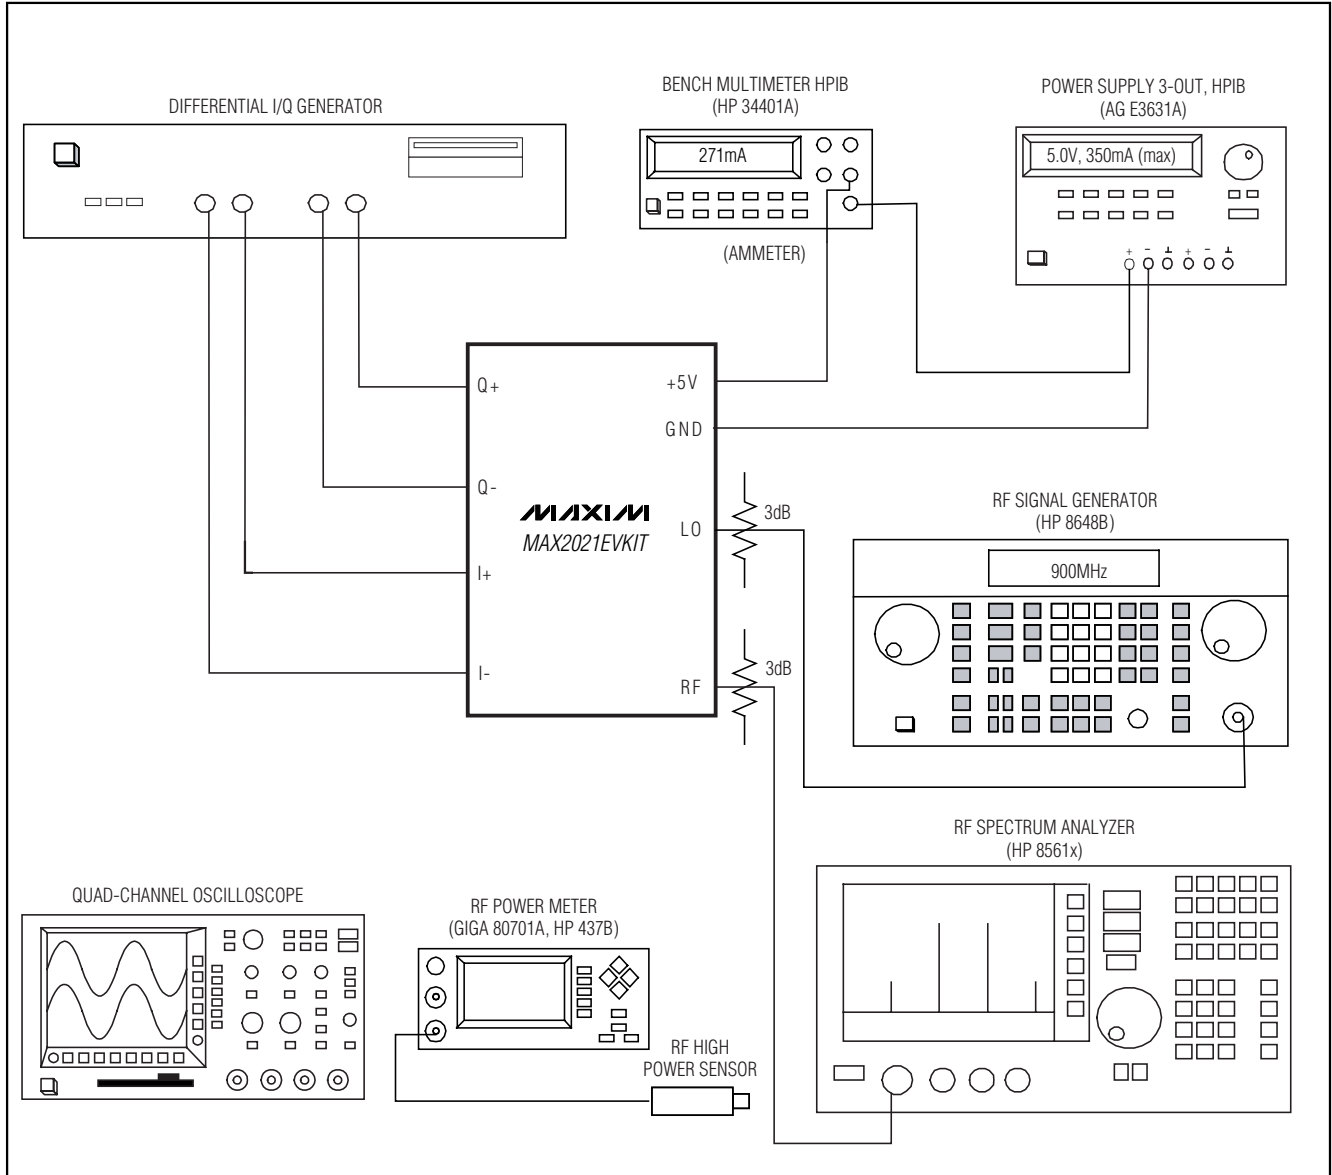 DIFFERENTIAL I/Q GENERATOR
BENCH MULTIMETER HPIB
(HP 34401A)
271mA
(AMMETER)
POWER SUPPLY 3-OUT, HPIB
(AG E3631A)
5.0V, 350mA (max)
+ - ⊥ + - ⊥
Q+
Q-
I+
I-
MAXIM
MAX2021EVKIT
+5V
GND
LO
RF
3dB
3dB
RF SIGNAL GENERATOR
(HP 8648B)
900MHz
RF SPECTRUM ANALYZER
(HP 8561x)
QUAD-CHANNEL OSCILLOSCOPE
RF POWER METER
(GIGA 80701A, HP 437B)
RF HIGH
POWER SENSOR